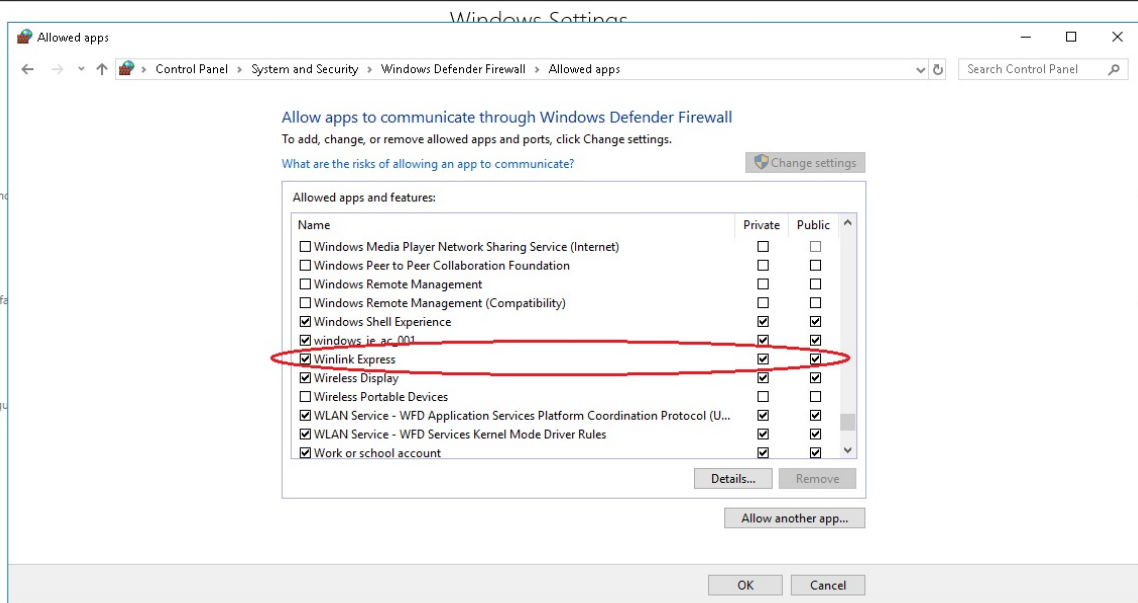 Windows Settings
Allowed apps
Control Panel > System and Security > Windows Defender Firewall > Allowed apps
Search Control Panel
Allow apps to communicate through Windows Defender Firewall
To add, change, or remove allowed apps and ports, click Change settings.
What are the risks of allowing an app to communicate?
Change settings
Allowed apps and features:
Name Private Public
Windows Media Player Network Sharing Service (Internet)
Windows Peer to Peer Collaboration Foundation
Windows Remote Management
Windows Remote Management (Compatibility)
Windows Shell Experience
windows_ie_ac_001
Winlink Express
Wireless Display
Wireless Portable Devices
WLAN Service - WFD Application Services Platform Coordination Protocol (U...
WLAN Service - WFD Services Kernel Mode Driver Rules
Work or school account
Details... Remove
Allow another app...
OK Cancel